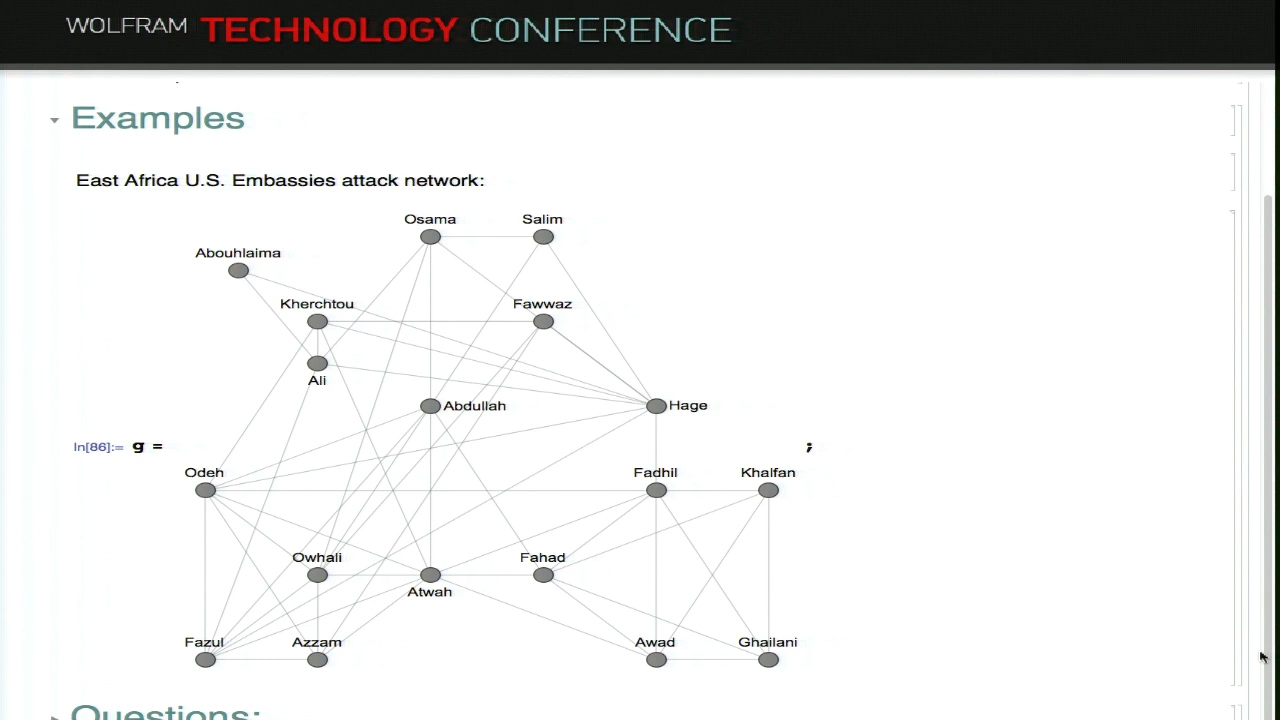 WOLFRAM TECHNOLOGY CONFERENCE
Examples
East Africa U.S. Embassies attack network:
Osama Salim
Abouhlaima
Kherchtou Fawwaz
Ali
Abdullah Hage
In[86]:= g = ;
Odeh Fadhil Khalfan
Owhali Fahad
Atwah
Fazul Azzam Awad Ghailani
Questions: